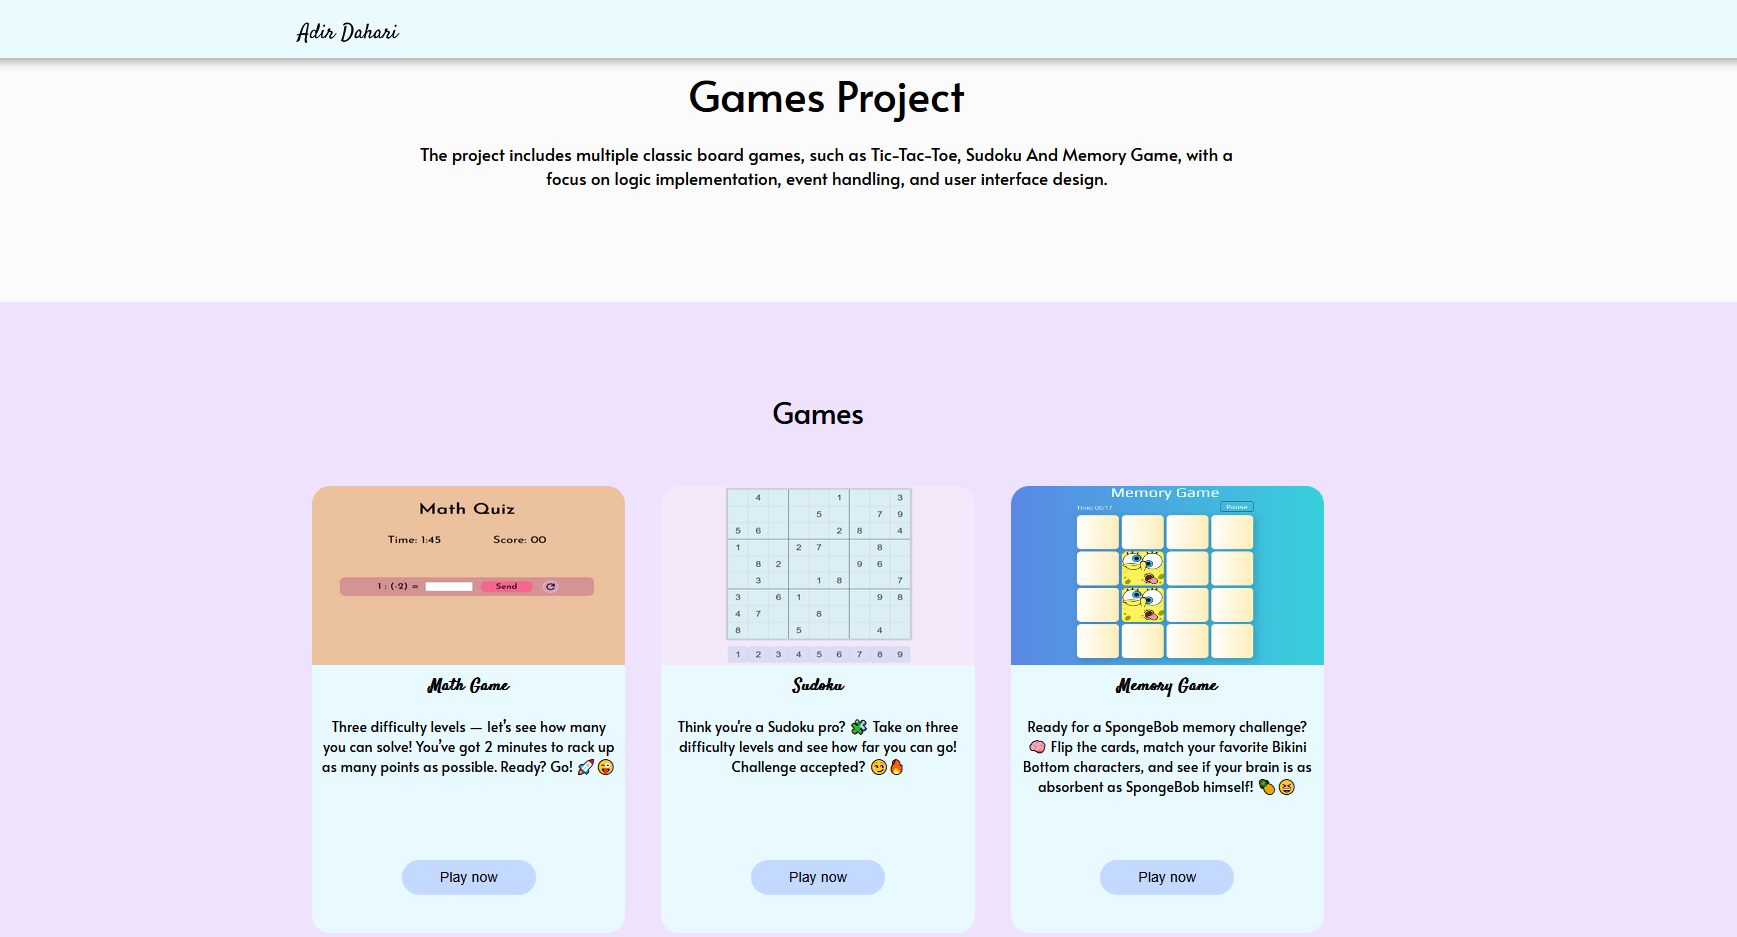 Adir Dahari
Games Project
The project includes multiple classic board games, such as Tic-Tac-Toe, Sudoku And Memory Game, with a
focus on logic implementation, event handling, and user interface design.
Games
Math Quiz
Time: 1:45 Score: 00
1 : (-2) = Send
4 1 3
5 7 9
5 6 2 8 4
1 2 7 8
8 2 9 6
3 1 8 7
3 6 1 9 8
4 7 8
8 5 4
1 2 3 4 5 6 7 8 9
Memory Game
Time: 00:17 Pause
Math Game
Three difficulty levels — let’s see how many
you can solve! You’ve got 2 minutes to rack up
as many points as possible. Ready? Go! 🚀😜
Play now
Sudoku
Think you're a Sudoku pro? 🧩 Take on three
difficulty levels and see how far you can go!
Challenge accepted? 😏🔥
Play now
Memory Game
Ready for a SpongeBob memory challenge?
🧠 Flip the cards, match your favorite Bikini
Bottom characters, and see if your brain is as
absorbent as SpongeBob himself! 🍍😆
Play now